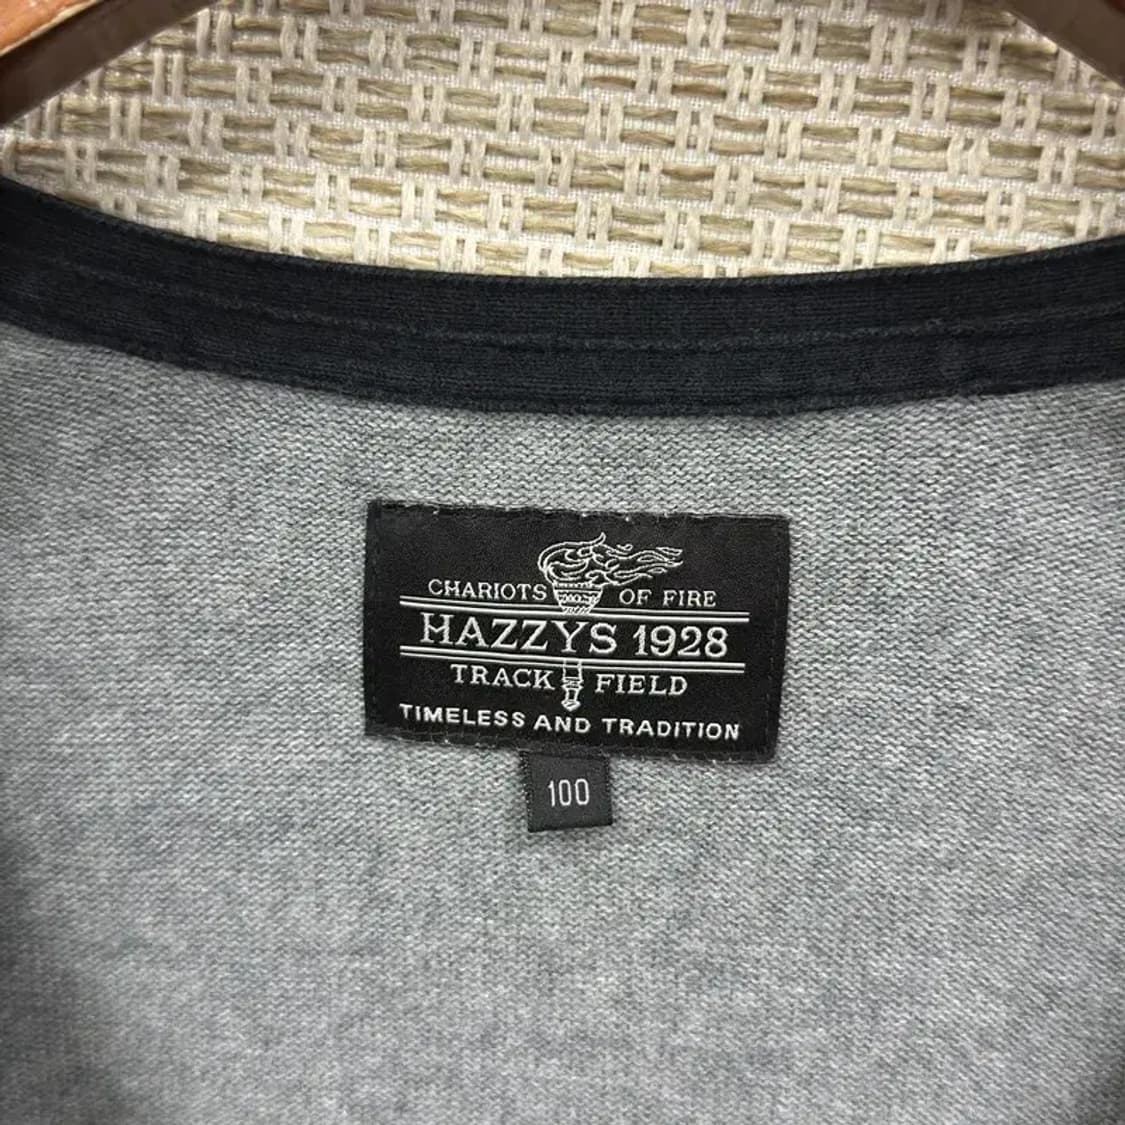 CHARIOTS OF FIRE
HAZZYS 1928
TRACK FIELD
TIMELESS AND TRADITION
100